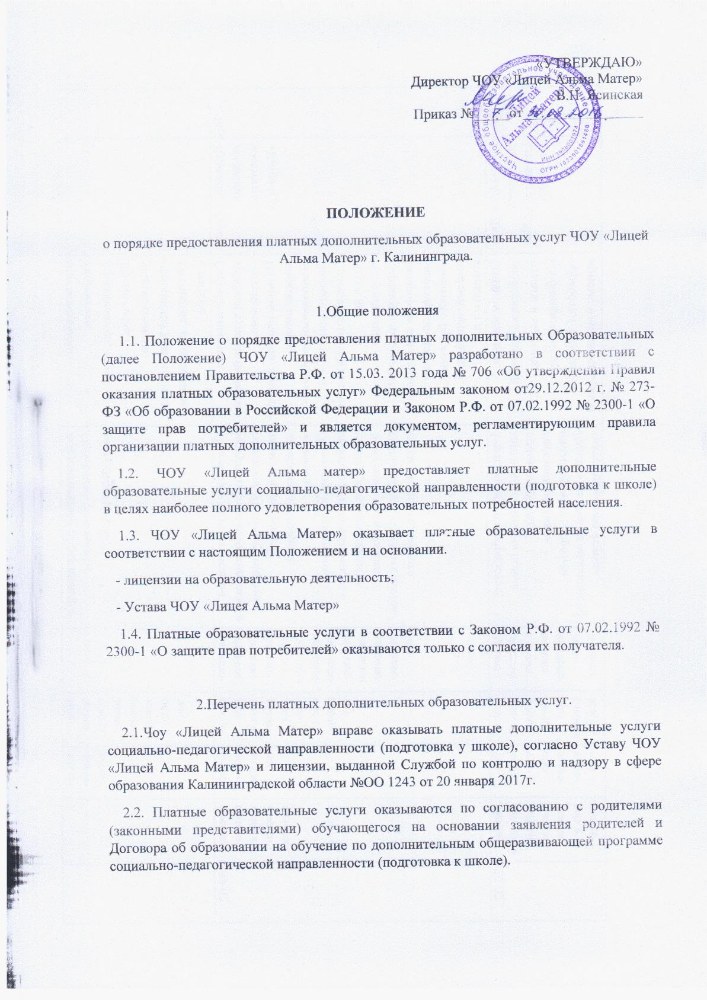 «УТВЕРЖДАЮ»
Директор ЧОУ «Лицей Альма Матер»
В.Н. Ясинская
Приказ № 7 от 30.08.
Частное общеобразовательное учреждение
«Лицей
Альма Матер»
ИНН 3908001974
ОГРН 1023901861488
ПОЛОЖЕНИЕ
о порядке предоставления платных дополнительных образовательных услуг ЧОУ «Лицей
Альма Матер» г. Калининграда.
1.Общие положения
1.1. Положение о порядке предоставления платных дополнительных Образовательных
(далее Положение) ЧОУ «Лицей Альма Матер» разработано в соответствии с
постановлением Правительства Р.Ф. от 15.03. 2013 года № 706 «Об утверждении Правил
оказания платных образовательных услуг» Федеральным законом от29.12.2012 г. № 273-
ФЗ «Об образовании в Российской Федерации и Законом Р.Ф. от 07.02.1992 № 2300-1 «О
защите прав потребителей» и является документом, регламентирующим правила
организации платных дополнительных образовательных услуг.
1.2. ЧОУ «Лицей Альма матер» предоставляет платные дополнительные
образовательные услуги социально-педагогической направленности (подготовка к школе)
в целях наиболее полного удовлетворения образовательных потребностей населения.
1.3. ЧОУ «Лицей Альма Матер» оказывает платные образовательные услуги в
соответствии с настоящим Положением и на основании.
- лицензии на образовательную деятельность;
- Устава ЧОУ «Лицея Альма Матер»
1.4. Платные образовательные услуги в соответствии с Законом Р.Ф. от 07.02.1992 №
2300-1 «О защите прав потребителей» оказываются только с согласия их получателя.
2.Перечень платных дополнительных образовательных услуг.
2.1.Чоу «Лицей Альма Матер» вправе оказывать платные дополнительные услуги
социально-педагогической направленности (подготовка у школе), согласно Уставу ЧОУ
«Лицей Альма Матер» и лицензии, выданной Службой по контролю и надзору в сфере
образования Калининградской области №ОО 1243 от 20 января 2017г.
2.2. Платные образовательные услуги оказываются по согласованию с родителями
(законными представителями) обучающегося на основании заявления родителей и
Договора об образовании на обучение по дополнительным общеразвивающей программе
социально-педагогической направленности (подготовка к школе).